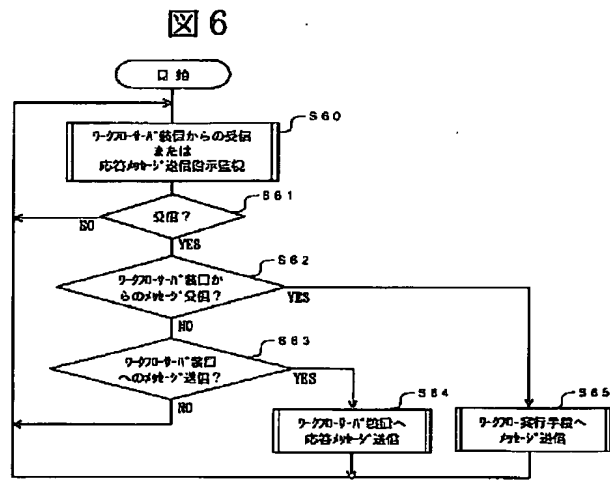 図6
開始
S60
ワークフローサーバ装置からの受信
または
応答メッセージ送信指示監視
S61
受信?
NO
YES
S62
ワークフローサーバ装置か
らのメッセージ受信?
YES
NO
S63
ワークフローサーバ装置
へのメッセージ送信?
YES
NO
S64
ワークフローサーバ装置へ
応答メッセージ送信
S65
ワークフロー実行手段へ
メッセージ送信